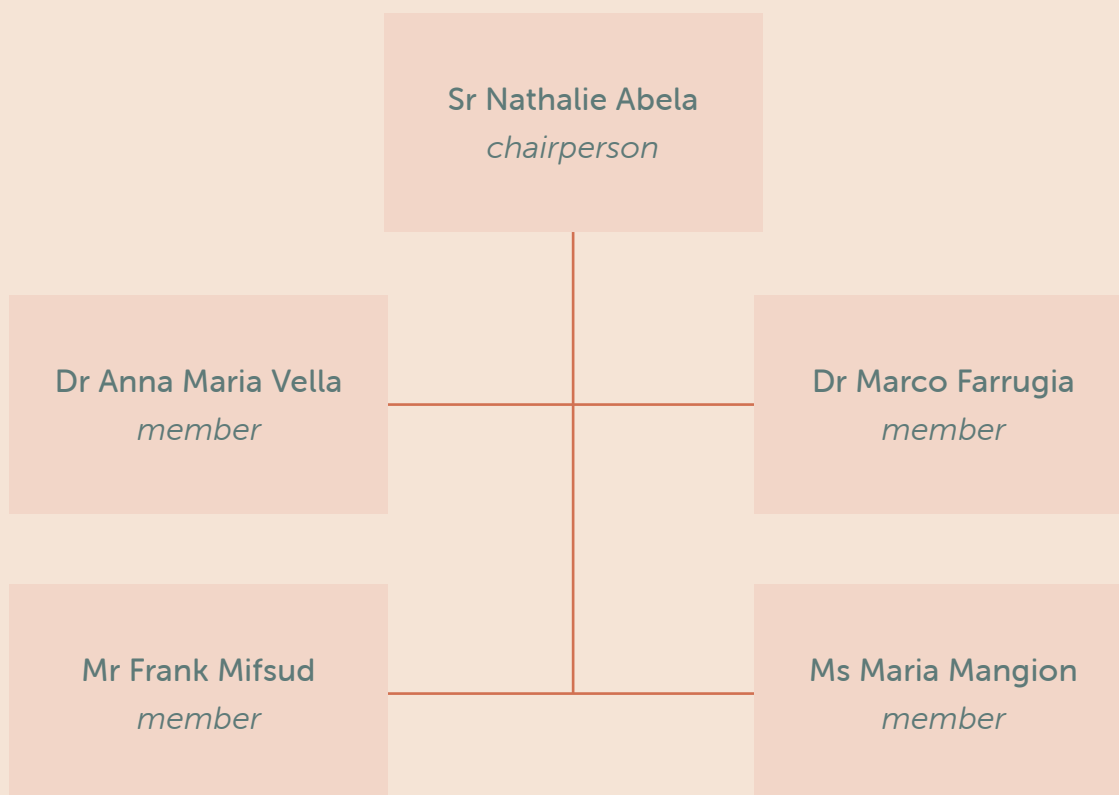 Sr Nathalie Abela
chairperson
Dr Anna Maria Vella
member
Dr Marco Farrugia
member
Mr Frank Mifsud
member
Ms Maria Mangion
member